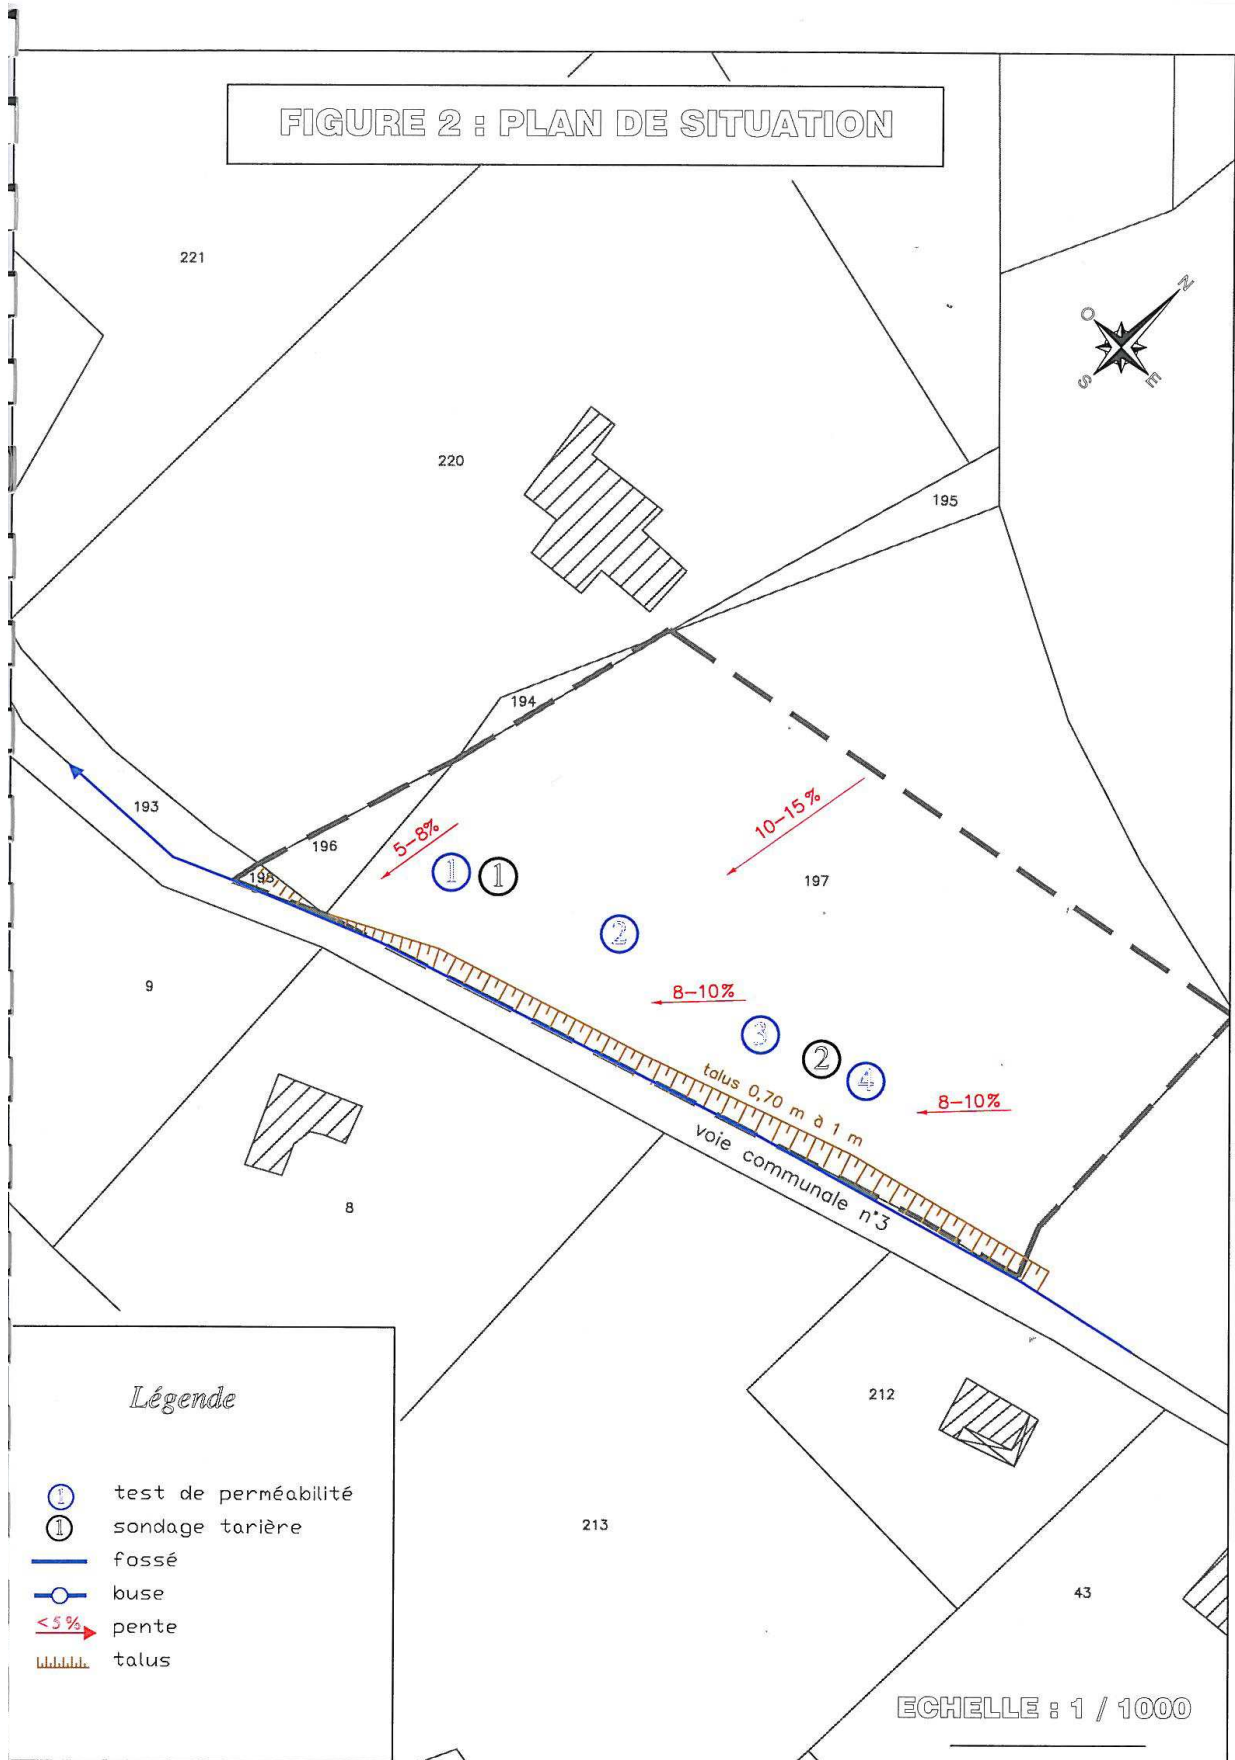 FIGURE 2 : PLAN DE SITUATION
221
N
O
S
E
220
195
194
193
196
5-8%
10-15%
197
1
1
2
9
8-10%
3
2
4
talus 0,70 m à 1 m
8-10%
voie communale n°3
8
212
213
43
Légende
1 test de perméabilité
1 sondage tarière
fossé
buse
<5% pente
talus
ECHELLE : 1 / 1000